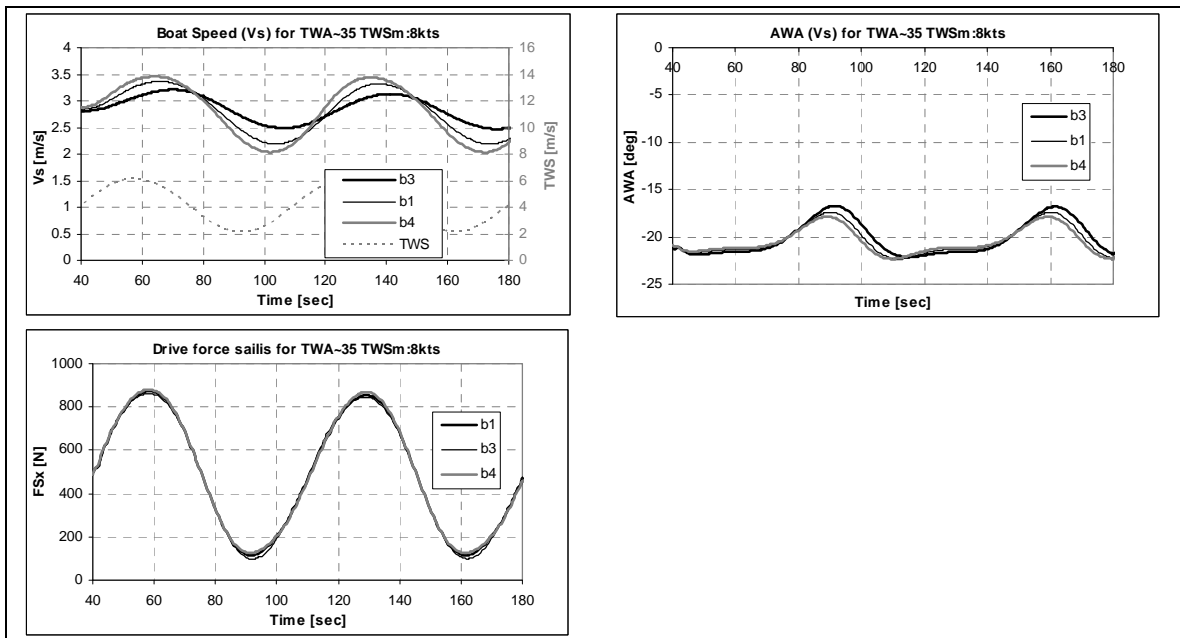 Boat Speed (Vs) for TWA~35 TWSm:8kts
4
3.5
3
2.5
2
1.5
1
0.5
0
Vs [m/s]
16
14
12
10
8
6
4
2
0
TWS [m/s]
b3
b1
b4
TWS
40 60 80 100 120 140 160 180
Time [sec]
AWA (Vs) for TWA~35 TWSm:8kts
0
-5
-10
-15
-20
-25
AWA [deg]
40 60 80 100 120 140 160 180
b3
b1
b4
Time [sec]
Drive force sailis for TWA~35 TWSm:8kts
1000
800
600
400
200
0
FSx [N]
b1
b3
b4
40 60 80 100 120 140 160 180
Time [sec]